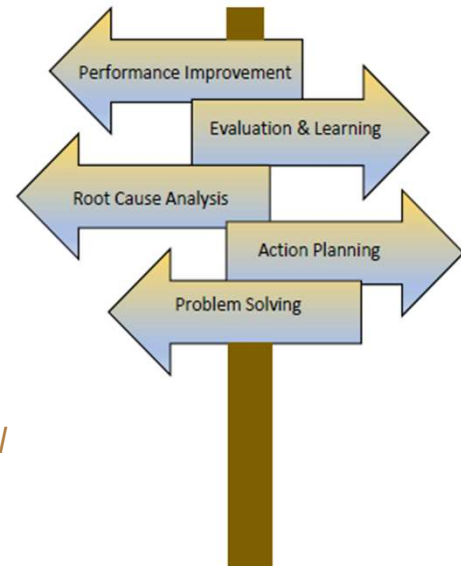 Performance Improvement
Evaluation & Learning
Root Cause Analysis
Action Planning
Problem Solving